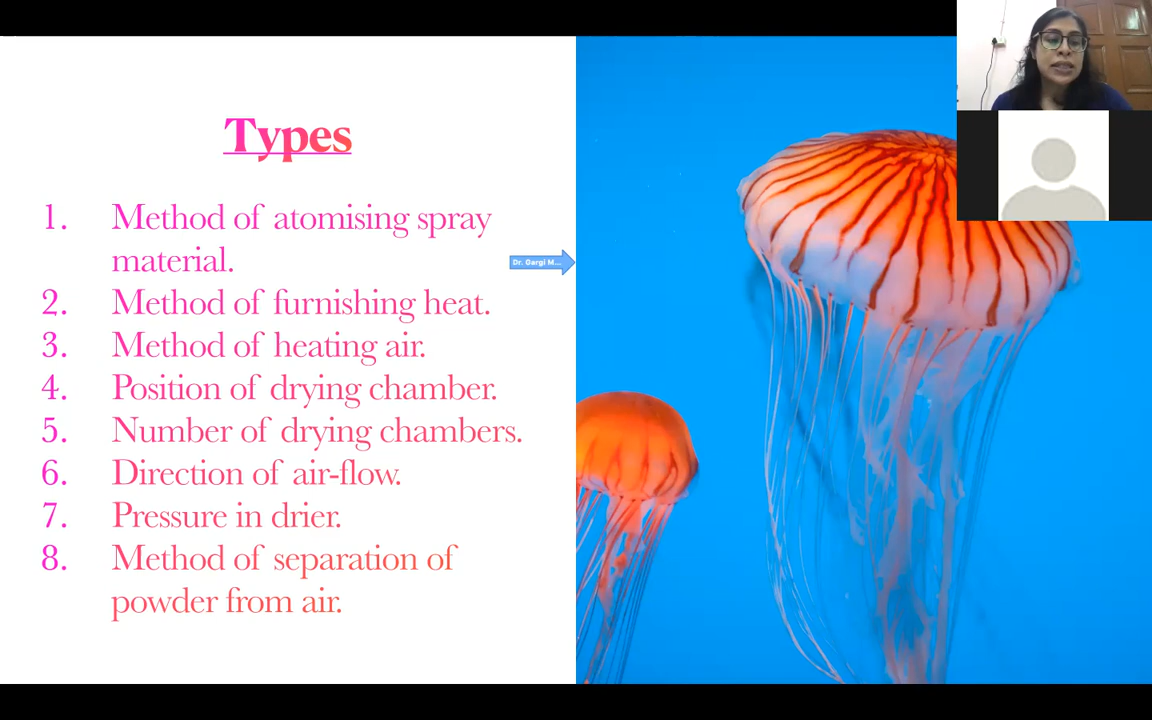 Types
1. Method of atomising spray
material.
Dr. Gargi M...
2. Method of furnishing heat.
3. Method of heating air.
4. Position of drying chamber.
5. Number of drying chambers.
6. Direction of air-flow.
7. Pressure in drier.
8. Method of separation of
powder from air.